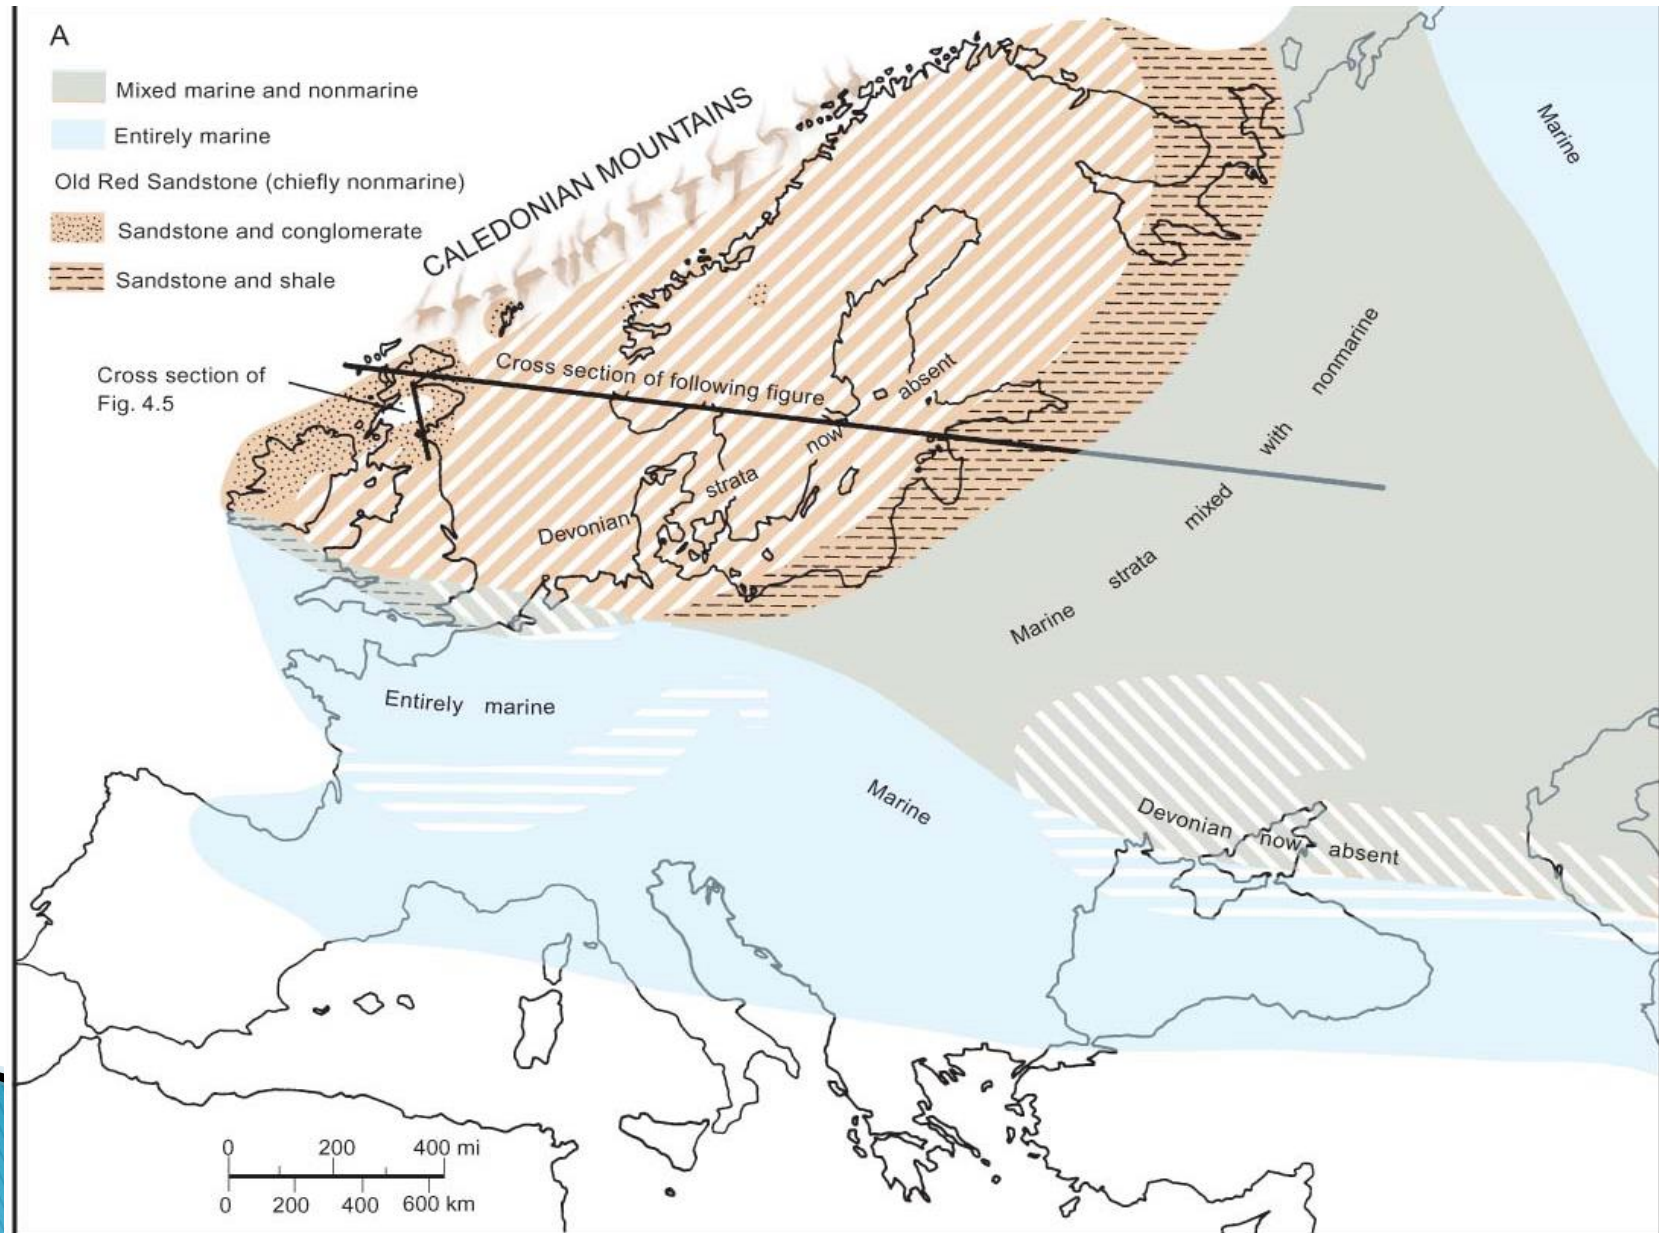 A
Mixed marine and nonmarine
Entirely marine
Old Red Sandstone (chiefly nonmarine)
Sandstone and conglomerate
Sandstone and shale
CALEDONIAN MOUNTAINS
Marine
Cross section of
Fig. 4.5
Cross section of following figure
Devonian strata now absent
Marine strata mixed with nonmarine
Entirely marine
Marine
Devonian now absent
0 200 400 mi
0 200 400 600 km